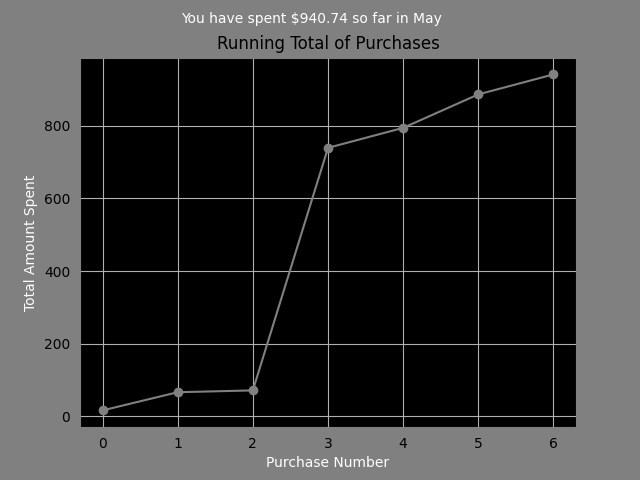 You have spent $940.74 so far in May
Running Total of Purchases
Total Amount Spent
800
600
400
200
0
0 1 2 3 4 5 6
Purchase Number